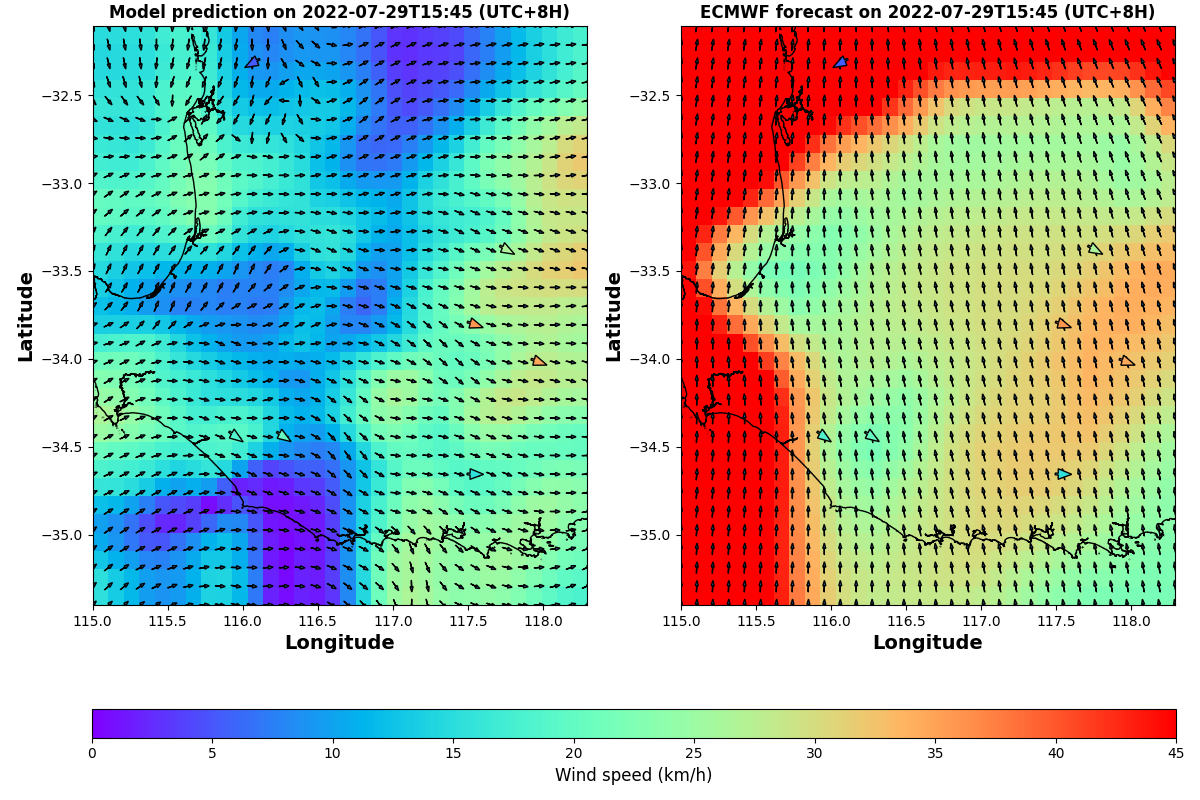 Model prediction on 2022-07-29T15:45 (UTC+8H)
ECMWF forecast on 2022-07-29T15:45 (UTC+8H)
Latitude
−32.5
−33.0
−33.5
−34.0
−34.5
−35.0
115.0 115.5 116.0 116.5 117.0 117.5 118.0
Longitude
Latitude
−32.5
−33.0
−33.5
−34.0
−34.5
−35.0
115.0 115.5 116.0 116.5 117.0 117.5 118.0
Longitude
0 5 10 15 20 25 30 35 40 45
Wind speed (km/h)